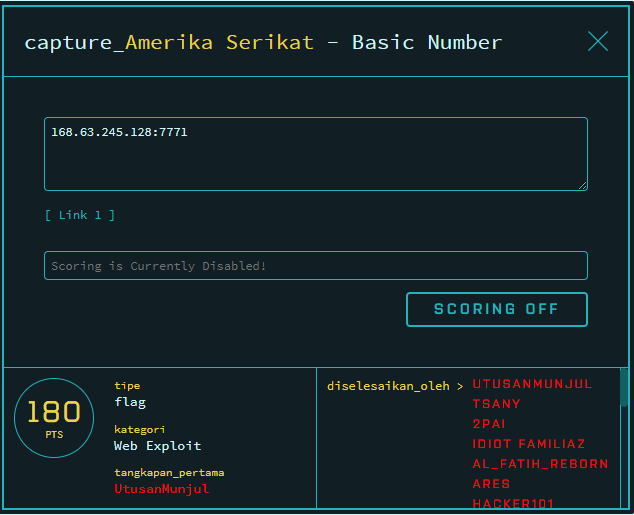 capture_Amerika Serikat - Basic Number
168.63.245.128:7771
[ Link 1 ]
Scoring is Currently Disabled!
SCORING OFF
180
PTS
tipe
flag
kategori
Web Exploit
tangkapan_pertama
UtusanMunjul
diselesaikan_oleh >
UTUSANMUNJUL
TSANY
2PAI
IDIOT FAMILIAZ
AL_FATIH_REBORN
ARES
HACKER101